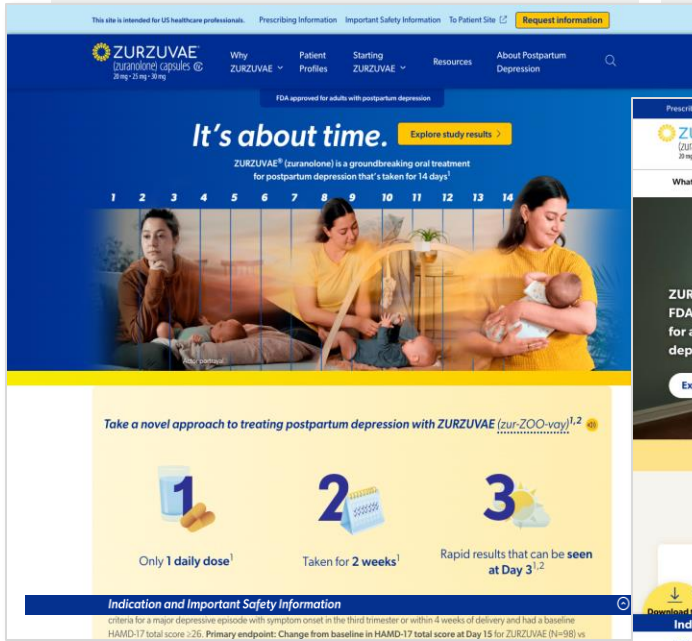 This site is intended for US healthcare professionals. Prescribing Information Important Safety Information To Patient Site Request information
ZURZUVAE®
(zuranolone) capsules CIV
20 mg • 25 mg • 30 mg
Why ZURZUVAE
Patient Profiles
Starting ZURZUVAE
Resources
About Postpartum Depression
FDA approved for adults with postpartum depression
It's about time.
Explore study results
ZURZUVAE® (zuranolone) is a groundbreaking oral treatment
for postpartum depression that's taken for 14 days1
1 2 3 4 5 6 7 8 9 10 11 12 13 14
Actor portrayal
Take a novel approach to treating postpartum depression with ZURZUVAE (zur-ZOO-vay)1,2
1
Only 1 daily dose1
2
Taken for 2 weeks1
3
Rapid results that can be seen
at Day 31,2
Indication and Important Safety Information
criteria for a major depressive episode with symptom onset in the third trimester or within 4 weeks of delivery and had a baseline
HAMD-17 total score ≥26. Primary endpoint: Change from baseline in HAMD-17 total score at Day 15 for ZURZUVAE (N=98) vs
20 mg
What
ZUR
FDA
for a
dep
Ex
Download
Ind